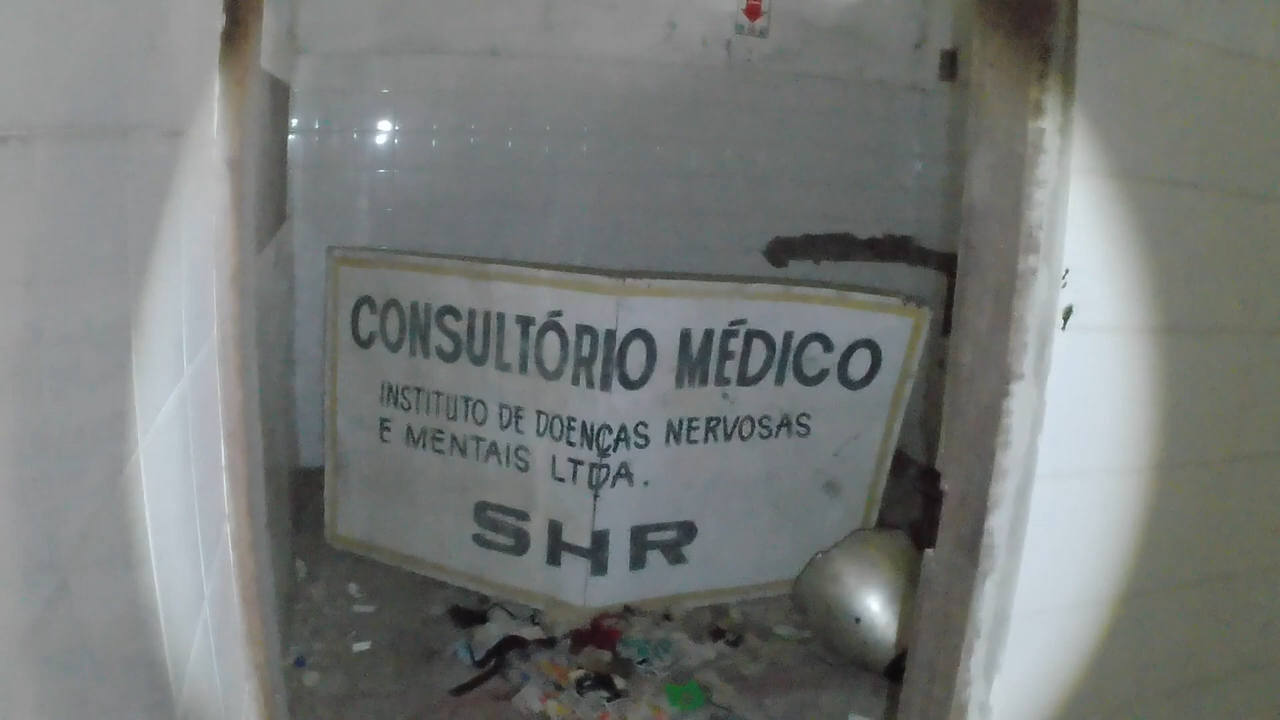 CONSULTÓRIO MÉDICO
INSTITUTO DE DOENÇAS NERVOSAS
E MENTAIS LTDA.
SHR